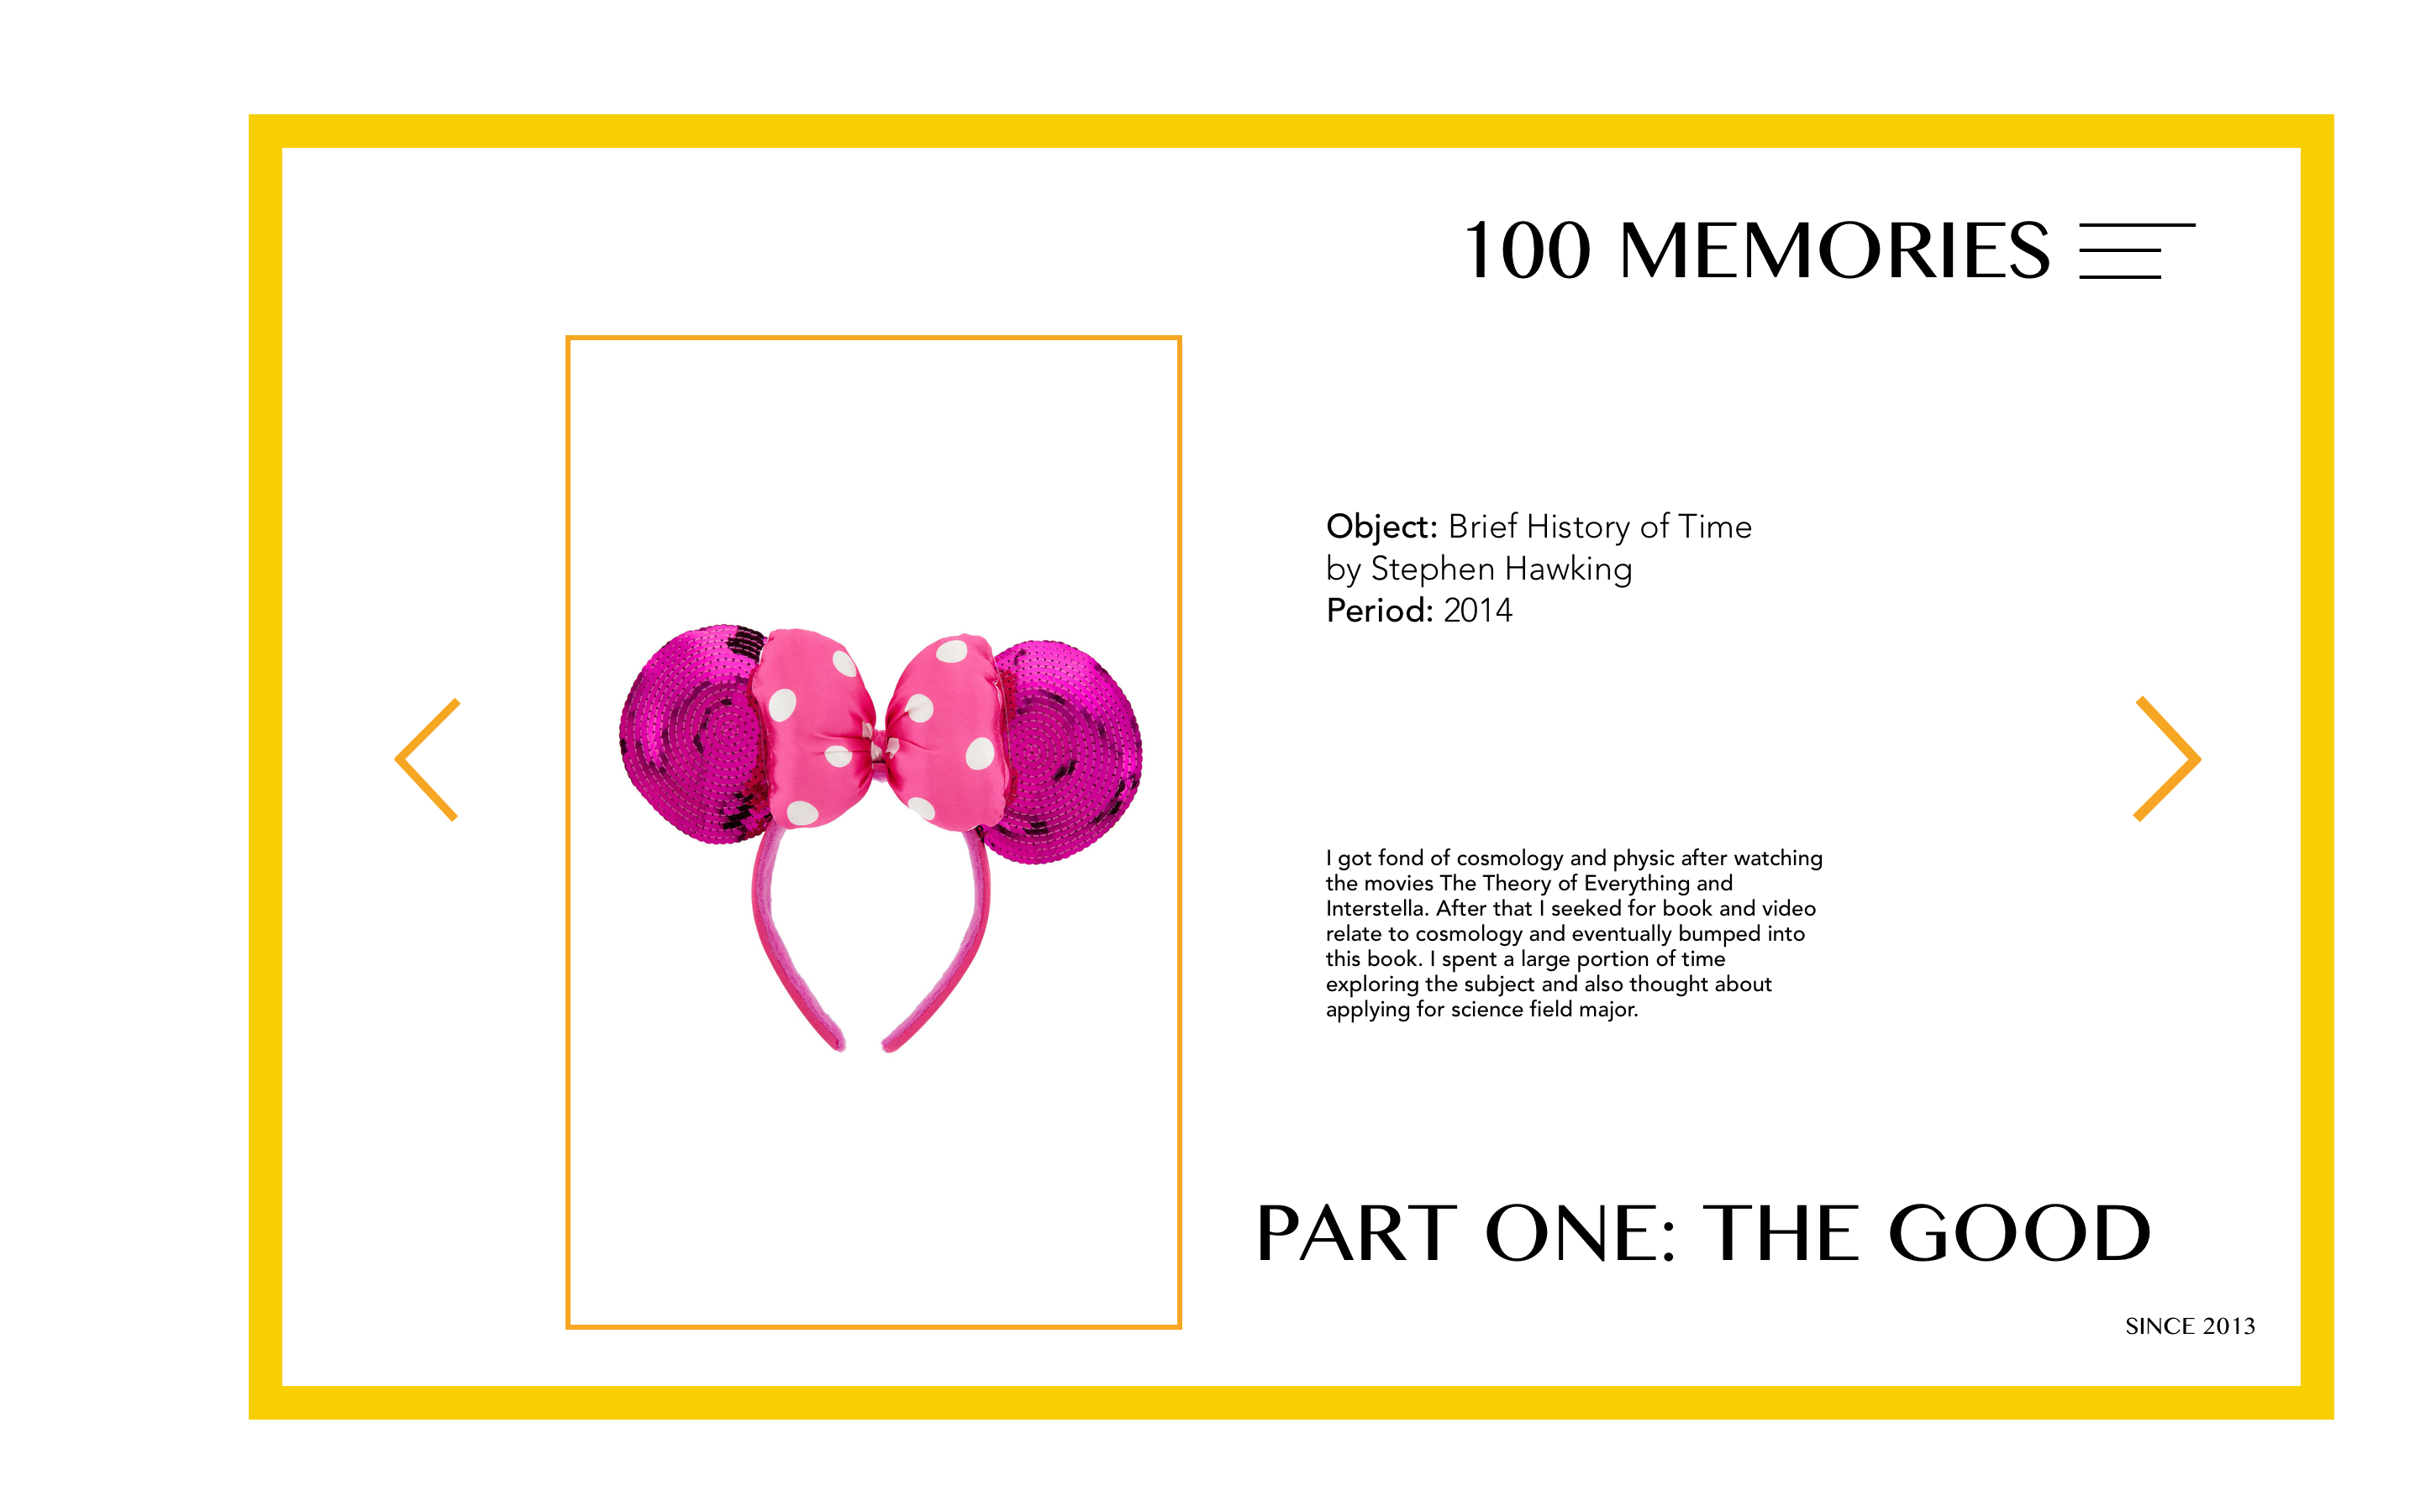 100 MEMORIES
Object: Brief History of Time
by Stephen Hawking
Period: 2014
I got fond of cosmology and physic after watching
the movies The Theory of Everything and
Interstella. After that I seeked for book and video
relate to cosmology and eventually bumped into
this book. I spent a large portion of time
exploring the subject and also thought about
applying for science field major.
PART ONE: THE GOOD
SINCE 2013